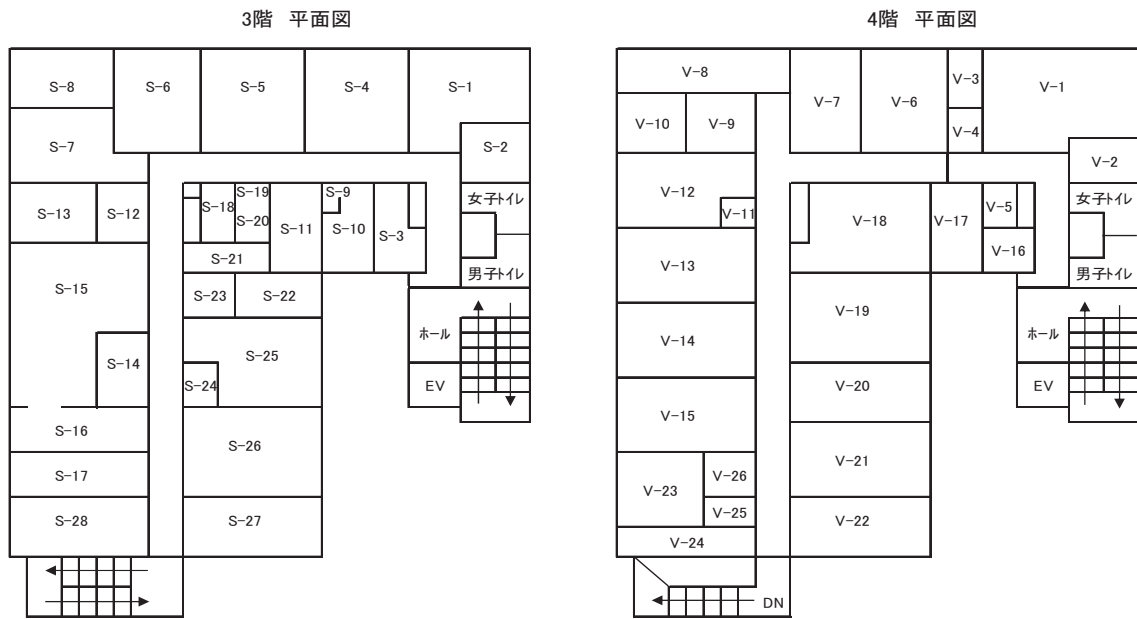 3階 平面図
S-8
S-6
S-5
S-4
S-1
S-7
S-2
S-13
S-12
S-18
S-19
S-20
S-11
S-9
S-10
S-3
女子トイレ
男子トイレ
S-21
S-15
S-23
S-22
S-14
S-25
S-24
ホール
EV
S-16
S-26
S-17
S-28
S-27
4階 平面図
V-8
V-7
V-6
V-3
V-1
V-10
V-9
V-4
V-2
V-12
V-11
V-18
V-17
V-5
V-16
女子トイレ
男子トイレ
V-13
V-19
V-14
ホール
EV
V-20
V-15
V-21
V-23
V-26
V-25
V-22
V-24
DN